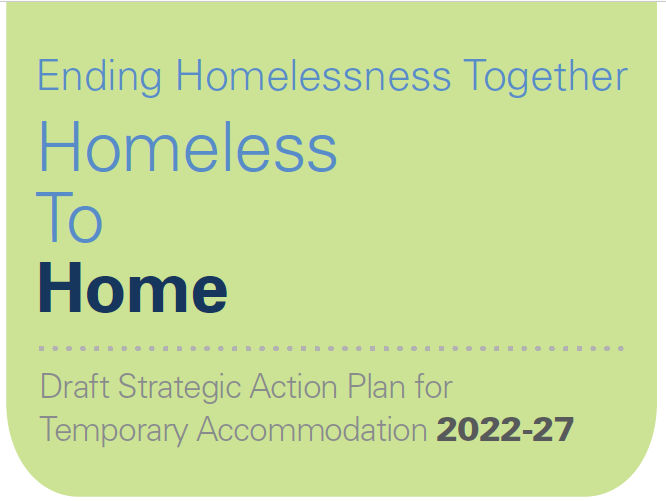 Ending Homelessness Together
Homeless
To
Home
Draft Strategic Action Plan for
Temporary Accommodation 2022-27